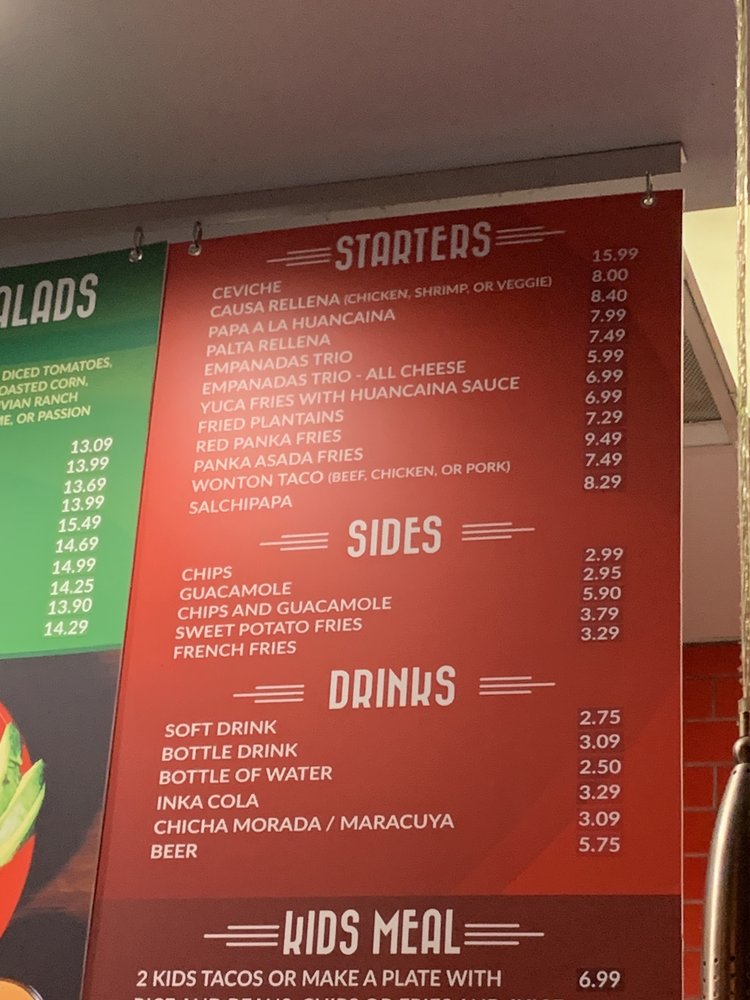 ALADS
DICED TOMATOES,
OASTED CORN,
VIAN RANCH
ME, OR PASSION
13.09
13.99
13.69
13.99
15.49
14.69
14.99
14.25
13.90
14.29
STARTERS
CEVICHE 15.99
CAUSA RELLENA (CHICKEN, SHRIMP, OR VEGGIE) 8.00
PAPA A LA HUANCAINA 8.40
PALTA RELLENA 7.99
EMPANADAS TRIO 7.49
EMPANADAS TRIO - ALL CHEESE 5.99
YUCA FRIES WITH HUANCAINA SAUCE 6.99
FRIED PLANTAINS 6.99
RED PANKA FRIES 7.29
PANKA ASADA FRIES 9.49
WONTON TACO (BEEF, CHICKEN, OR PORK) 7.49
SALCHIPAPA 8.29
SIDES
CHIPS 2.99
GUACAMOLE 2.95
CHIPS AND GUACAMOLE 5.90
SWEET POTATO FRIES 3.79
FRENCH FRIES 3.29
DRINKS
SOFT DRINK 2.75
BOTTLE DRINK 3.09
BOTTLE OF WATER 2.50
INKA COLA 3.29
CHICHA MORADA / MARACUYA 3.09
BEER 5.75
KIDS MEAL
2 KIDS TACOS OR MAKE A PLATE WITH 6.99